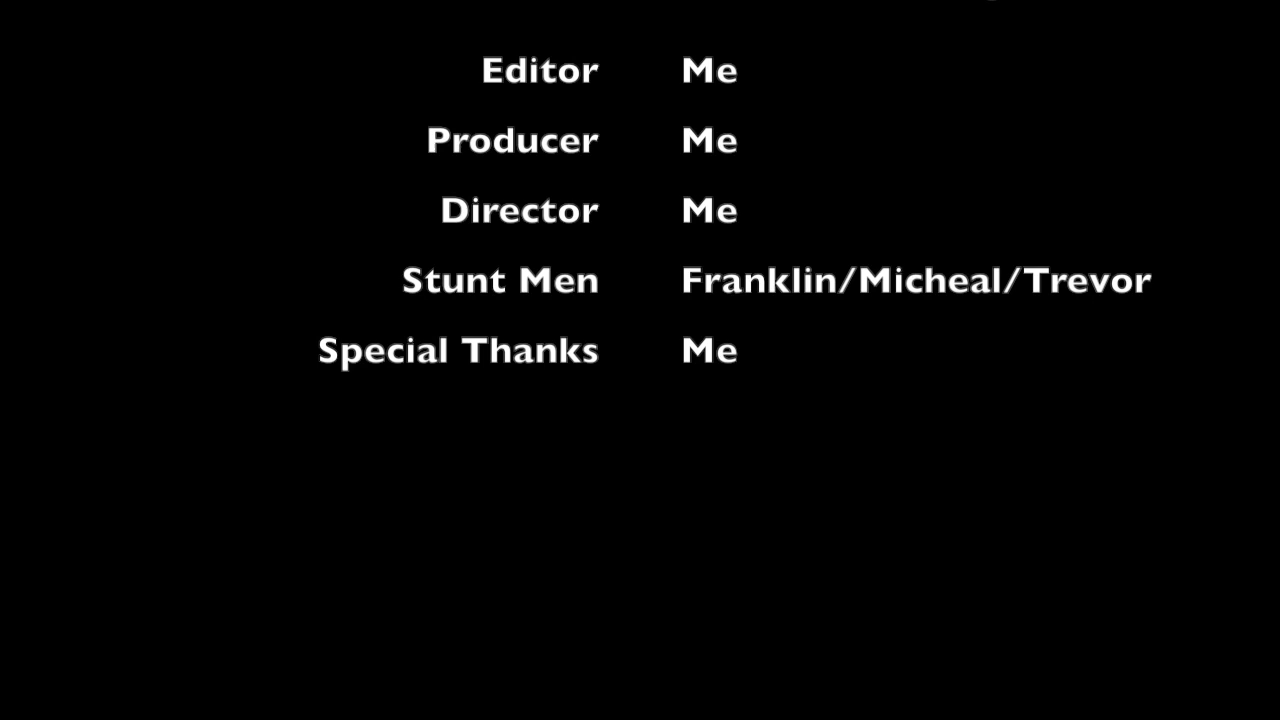 Editor Me
Producer Me
Director Me
Stunt Men Franklin/Micheal/Trevor
Special Thanks Me